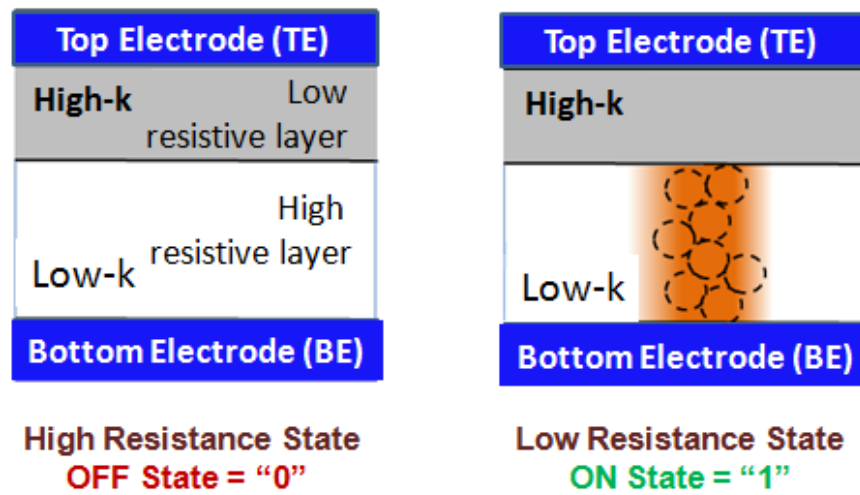 Top Electrode (TE)
High-k
Low
resistive layer
High
resistive layer
Low-k
Bottom Electrode (BE)
High Resistance State
OFF State = “0”
Top Electrode (TE)
High-k
Low-k
Bottom Electrode (BE)
Low Resistance State
ON State = “1”